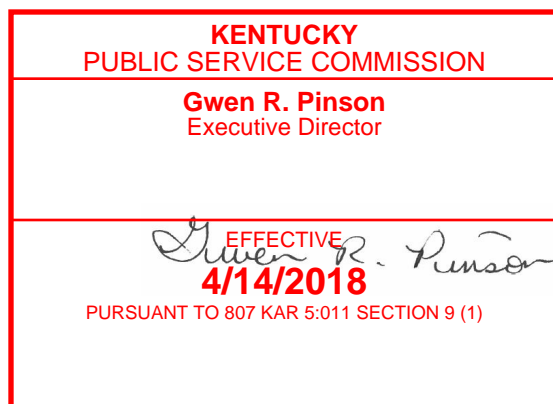 KENTUCKY
PUBLIC SERVICE COMMISSION
Gwen R. Pinson
Executive Director
EFFECTIVE
Gwen R. Pinson
4/14/2018
PURSUANT TO 807 KAR 5:011 SECTION 9 (1)